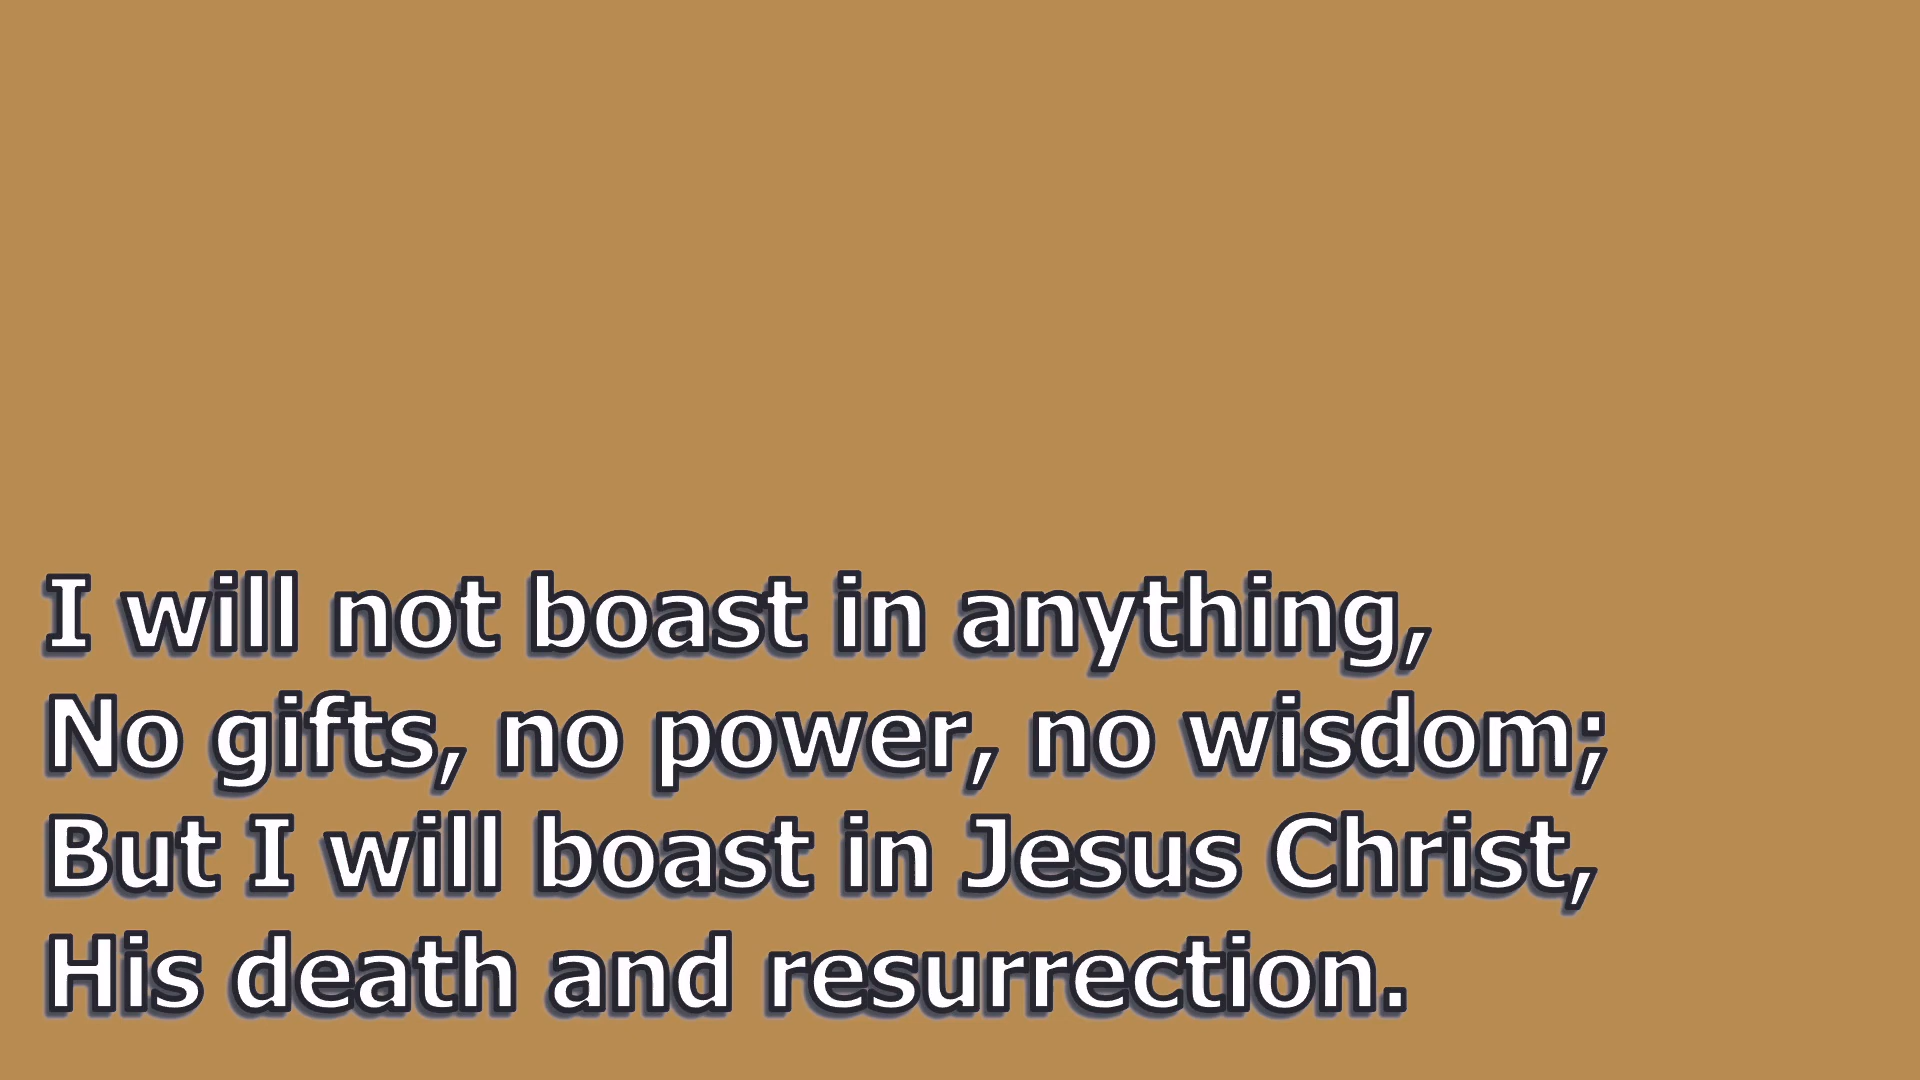 I will not boast in anything,
No gifts, no power, no wisdom;
But I will boast in Jesus Christ,
His death and resurrection.